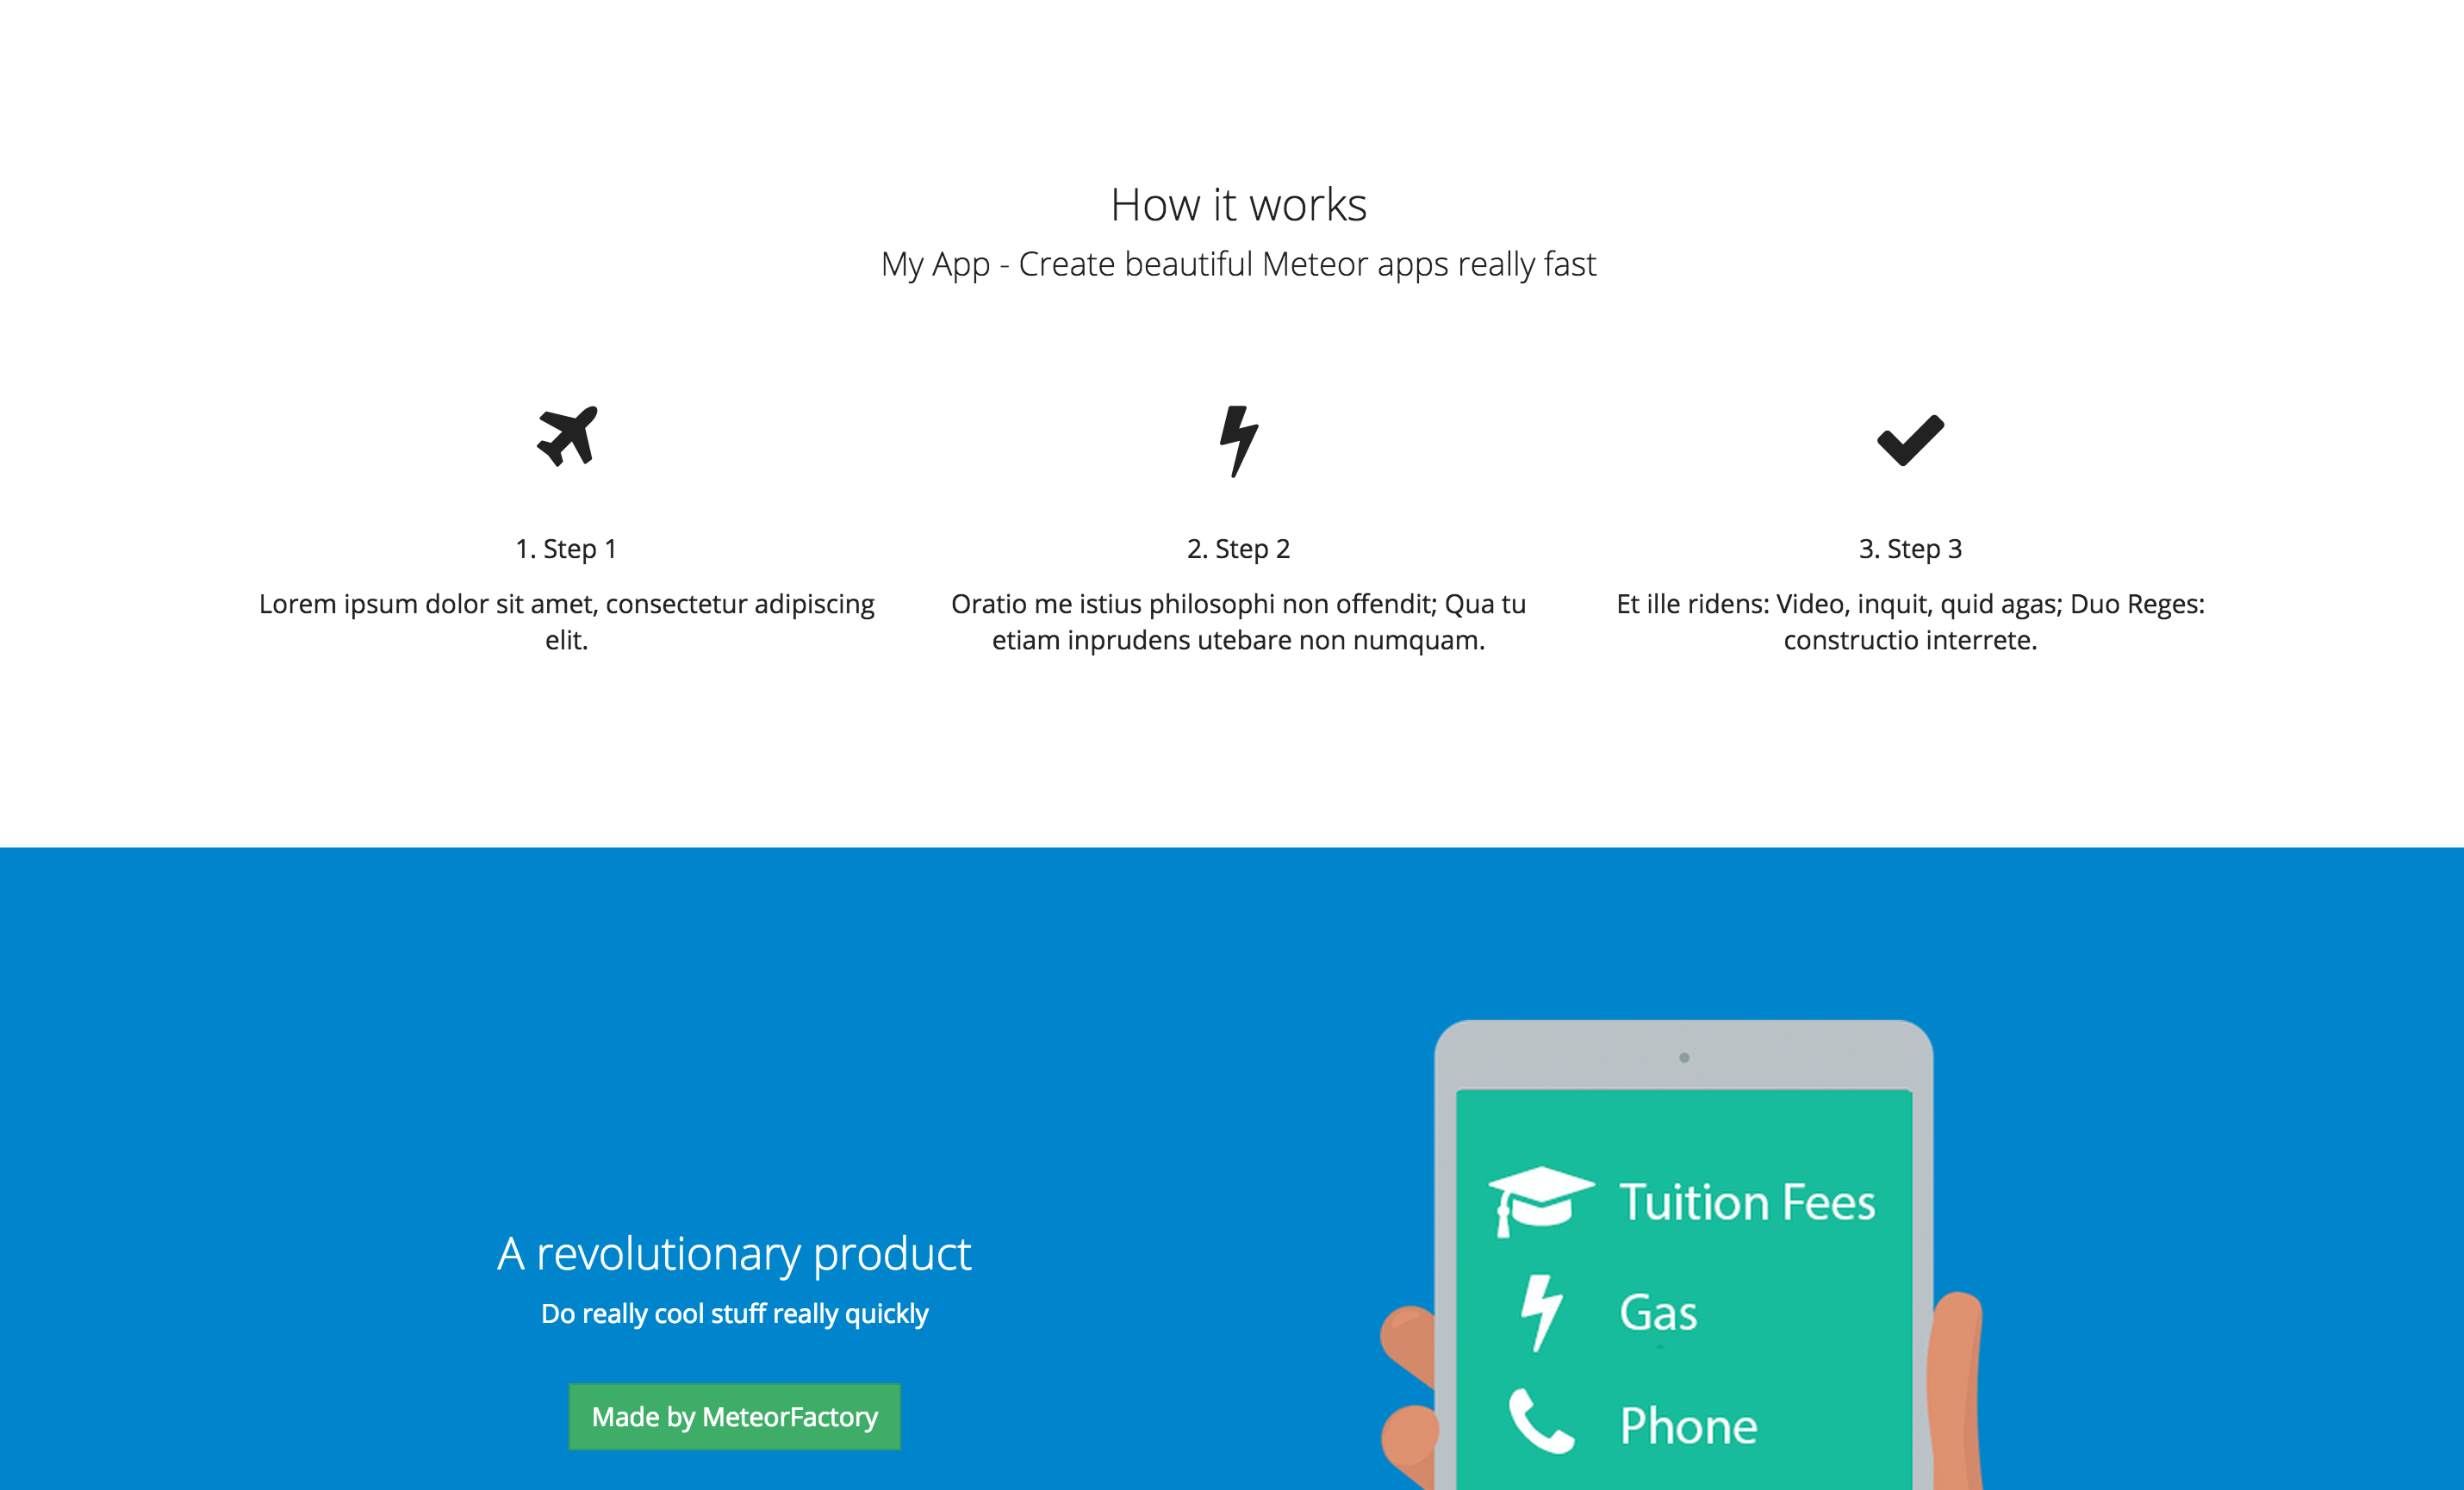 How it works
My App - Create beautiful Meteor apps really fast
1. Step 1
Lorem ipsum dolor sit amet, consectetur adipiscing
elit.
2. Step 2
Oratio me istius philosophi non offendit; Qua tu
etiam inprudens utebare non numquam.
3. Step 3
Et ille ridens: Video, inquit, quid agas; Duo Reges:
constructio interrete.
A revolutionary product
Do really cool stuff really quickly
Made by MeteorFactory
Tuition Fees
Gas
Phone